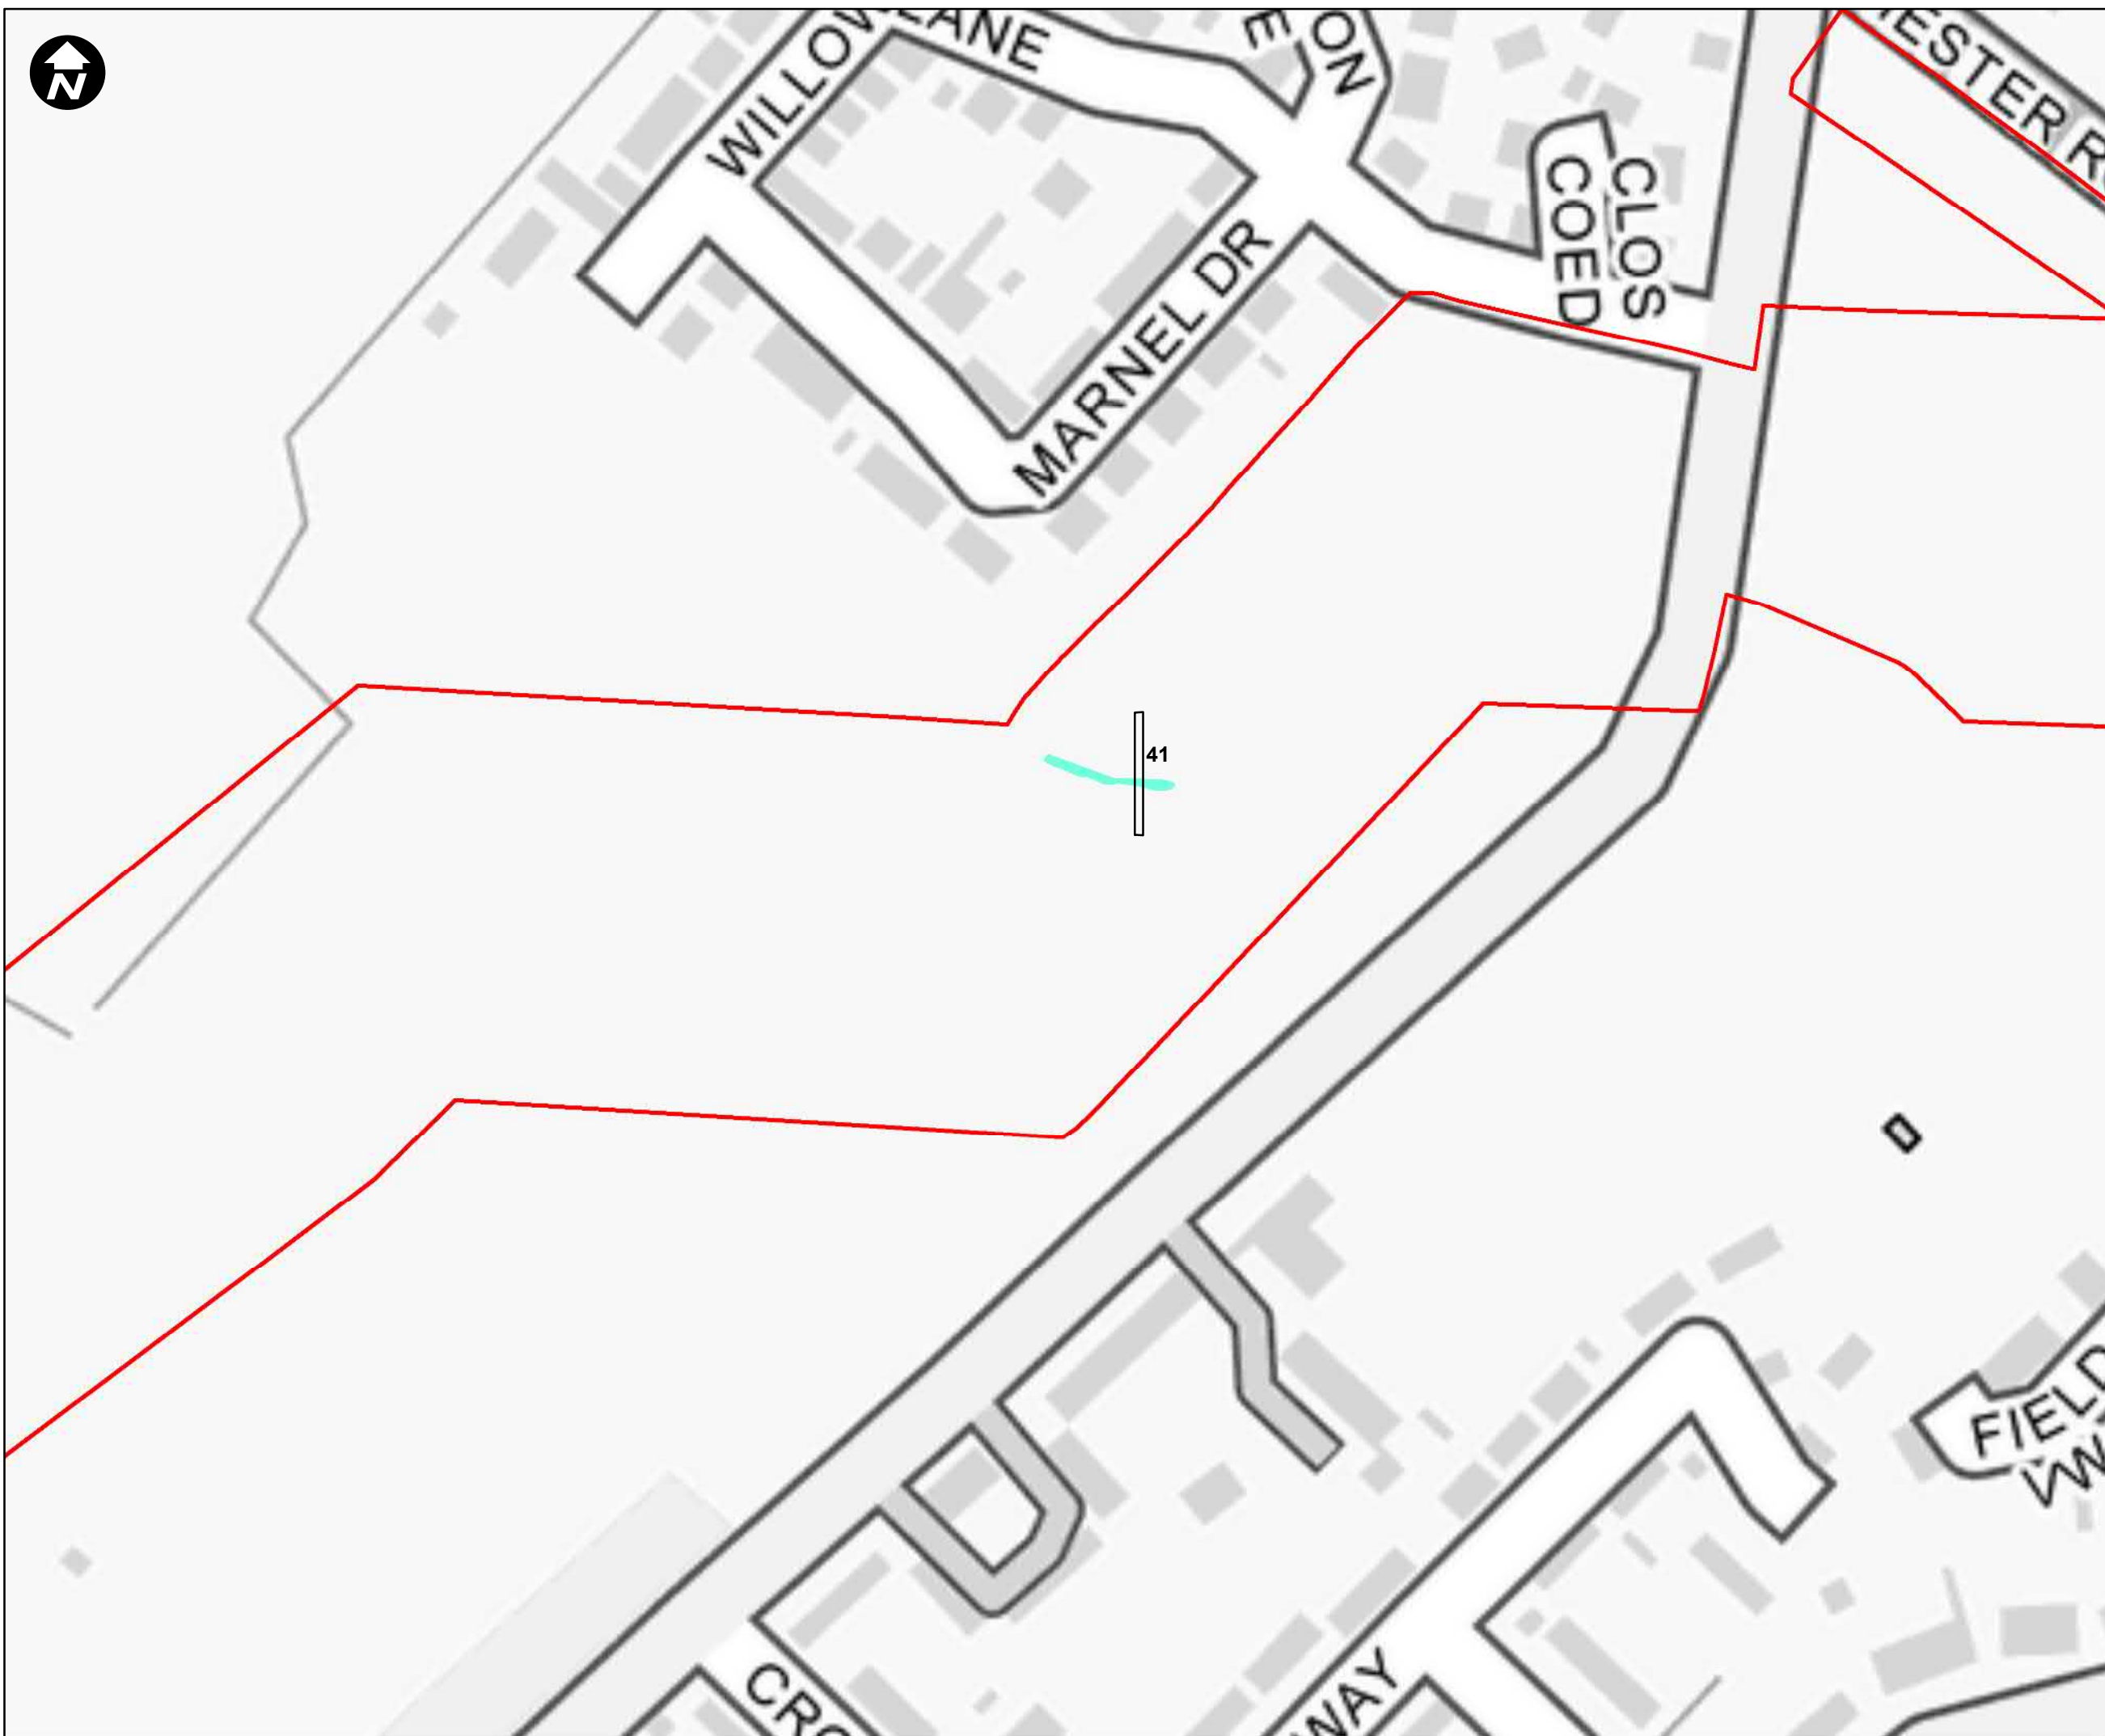 N
WILLOW LANE
ON
E
ESTER R
CLOS
COED
MARNEL DR
41
FIELD
CRO
WAY